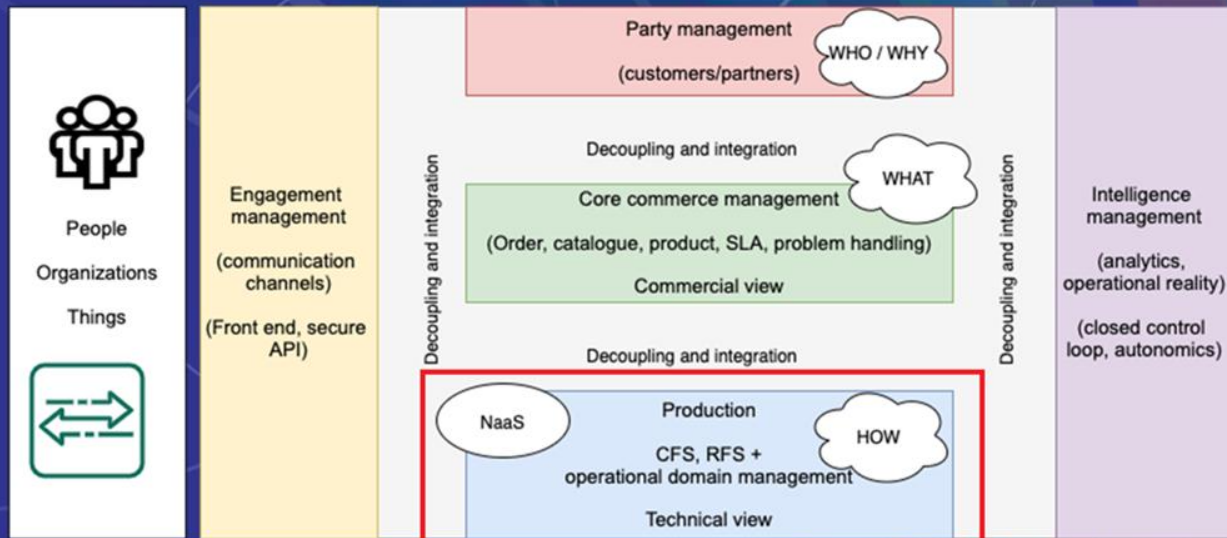 People
Organizations
Things
Engagement
management
(communication
channels)
(Front end, secure
API)
Decoupling and integration
Party management
(customers/partners)
WHO / WHY
Decoupling and integration
WHAT
Core commerce management
(Order, catalogue, product, SLA, problem handling)
Commercial view
Decoupling and integration
NaaS
Production
HOW
CFS, RFS +
operational domain management
Technical view
Decoupling and integration
Intelligence
management
(analytics,
operational reality)
(closed control
loop, autonomics)